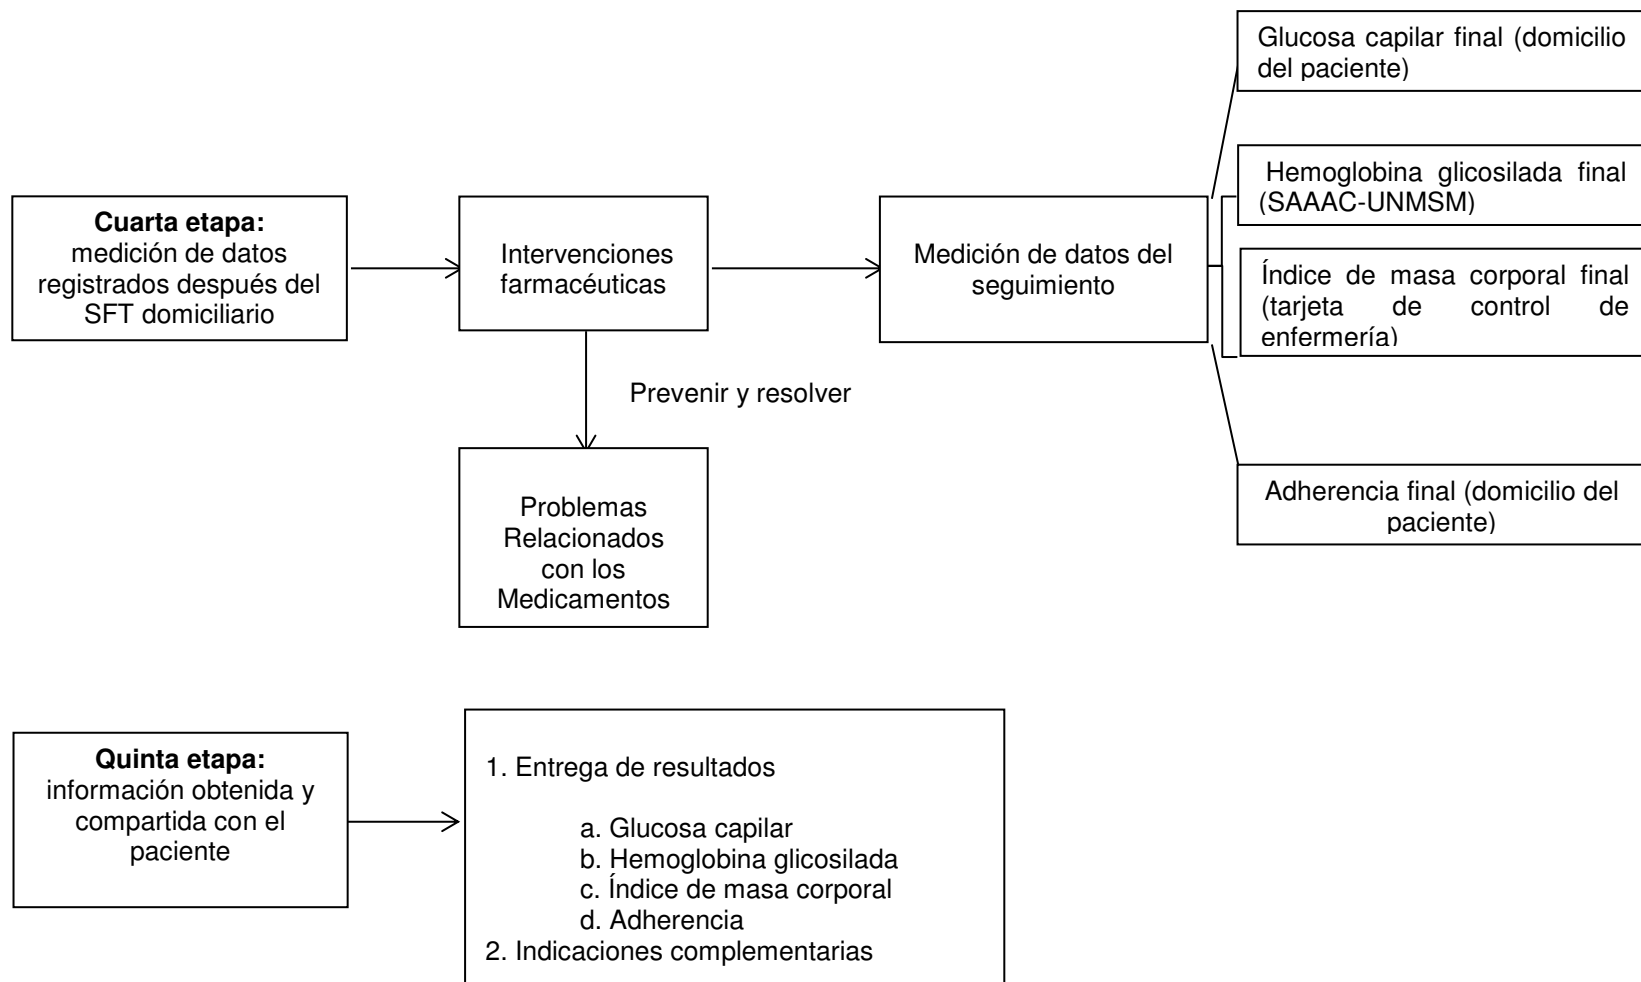 Glucosa capilar final (domicilio
del paciente)
Hemoglobina glicosilada final
(SAAAC-UNMSM)
Cuarta etapa:
medición de datos
registrados después del
SFT domiciliario
Intervenciones
farmacéuticas
Medición de datos del
seguimiento
Índice de masa corporal final
(tarjeta de control de
enfermería)
Prevenir y resolver
Adherencia final (domicilio del
paciente)
Problemas
Relacionados
con los
Medicamentos
Quinta etapa:
información obtenida y
compartida con el
paciente
1. Entrega de resultados
a. Glucosa capilar
b. Hemoglobina glicosilada
c. Índice de masa corporal
d. Adherencia
2. Indicaciones complementarias